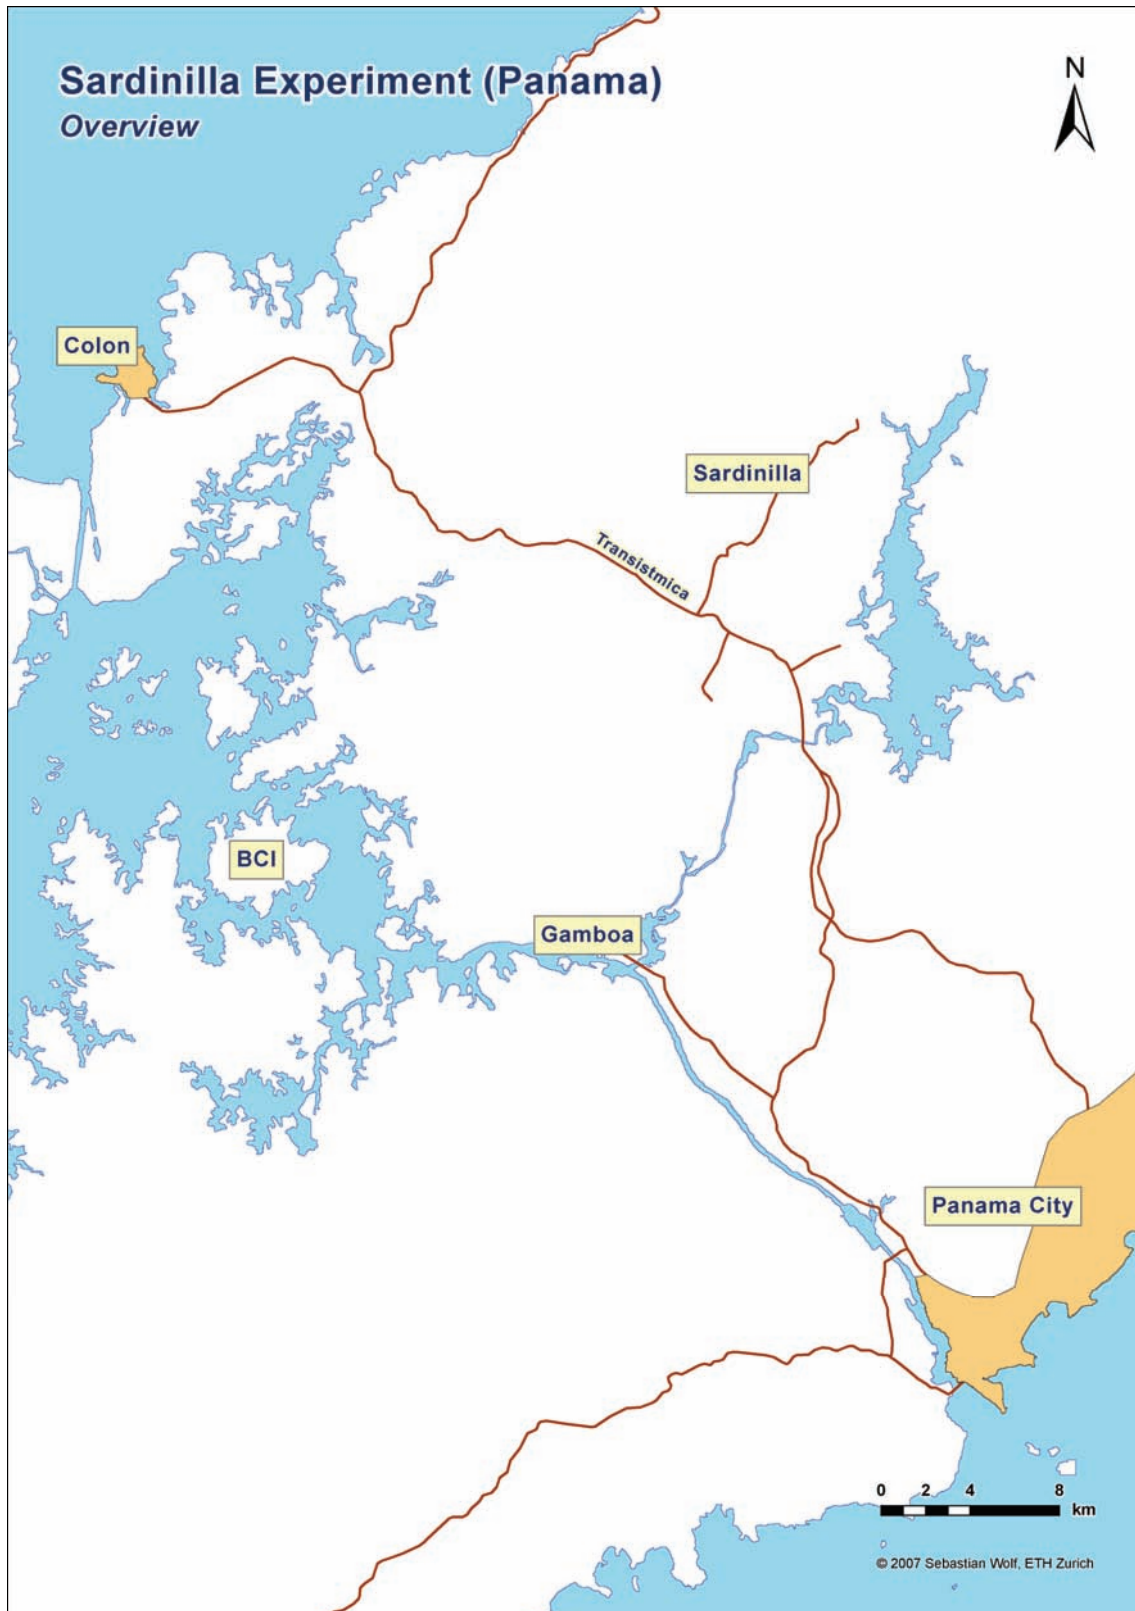 Sardinilla Experiment (Panama)
Overview
N
Colon
Sardinilla
Transistmica
BCI
Gamboa
Panama City
0 2 4 8
km
© 2007 Sebastian Wolf, ETH Zurich